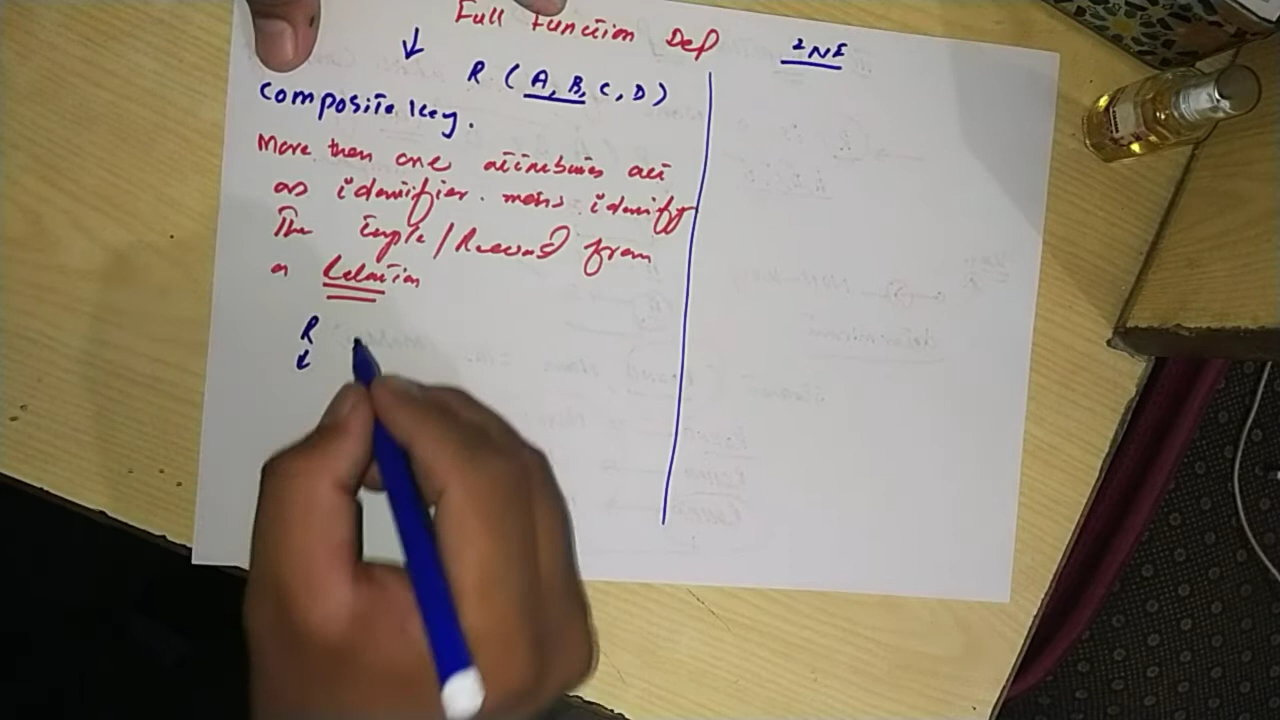 Full Function Dep
2NF
R (A, B, C, D)
Composite key.
More then one attributes act
as identifier. means identify
The Tuple/Record from
a Relation
R